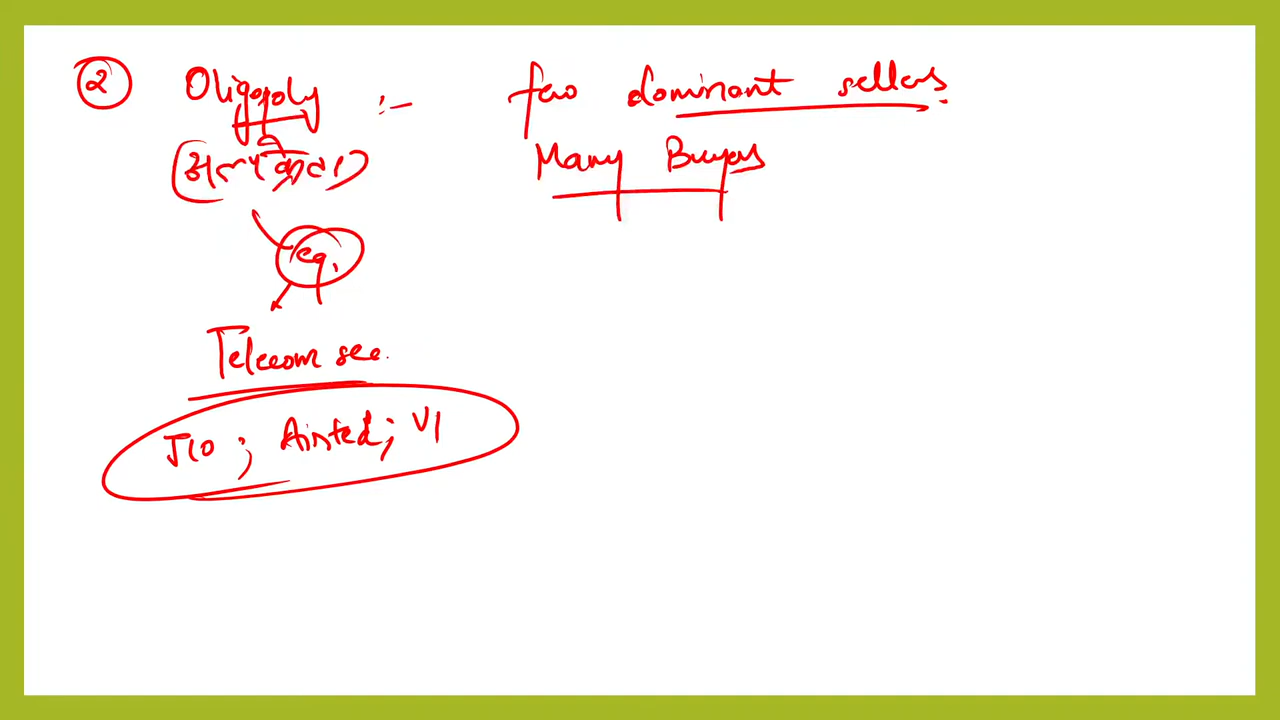 ② Oligopoly :- few dominant sellers
Many Buyers
eg.
Telecom sec.
JIO ; Airtel ; VI